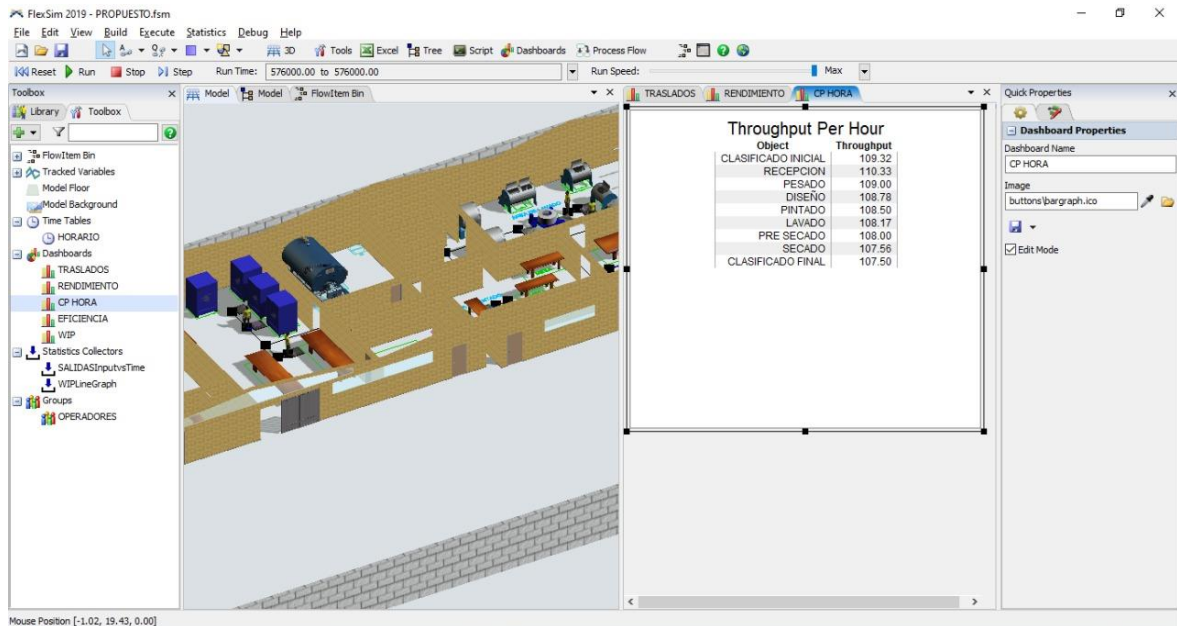 FlexSim 2019 - PROPUESTO.fsm
File Edit View Build Execute Statistics Debug Help
3D Tools Excel Tree Script Dashboards Process Flow
Reset Run Stop Step Run Time: 576000.00 to 576000.00 Run Speed: Max
Toolbox
Library Toolbox
FlowItem Bin
Tracked Variables
Model Floor
Model Background
Time Tables
HORARIO
Dashboards
TRASLADOS
RENDIMIENTO
CP HORA
EFICIENCIA
WIP
Statistics Collectors
SALIDASInputvsTime
WIPLineGraph
Groups
OPERADORES
Model Model FlowItem Bin
TRASLADOS RENDIMIENTO CP HORA
Throughput Per Hour
Object Throughput
CLASIFICADO INICIAL 109.32
RECEPCION 110.33
PESADO 109.00
DISEÑO 108.78
PINTADO 108.50
LAVADO 108.17
PRE SECADO 108.00
SECADO 107.56
CLASIFICADO FINAL 107.50
Quick Properties
Dashboard Properties
Dashboard Name
CP HORA
Image
buttons\bargraph.ico
Edit Mode
Mouse Position [-1.02, 19.43, 0.00]